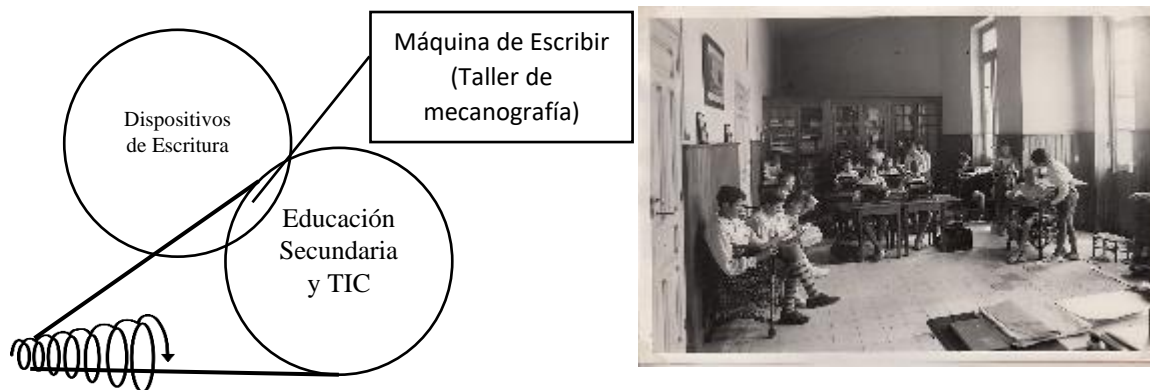 Dispositivos
de Escritura
Máquina de Escribir
(Taller de
mecanografía)
Educación
Secundaria
y TIC